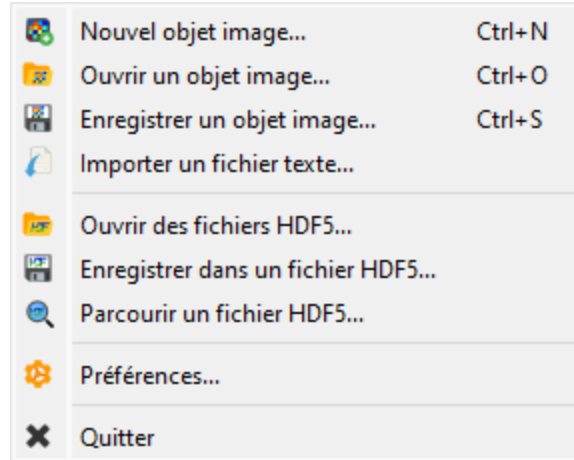 Nouvel objet image... Ctrl+N
Ouvrir un objet image... Ctrl+O
Enregistrer un objet image... Ctrl+S
Importer un fichier texte...
Ouvrir des fichiers HDF5...
Enregistrer dans un fichier HDF5...
Parcourir un fichier HDF5...
Préférences...
Quitter